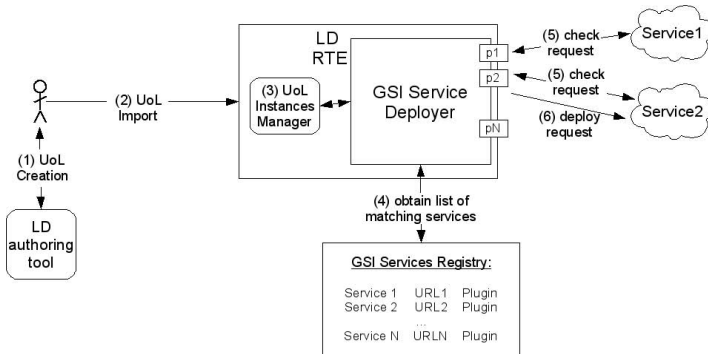 LD
RTE
p1
p2
pN
GSI Service
Deployer
(3) UoL
Instances
Manager
(2) UoL
Import
(1) UoL
Creation
LD
authoring
tool
(5) check
request
Service1
(5) check
request
Service2
(6) deploy
request
(4) obtain list of
matching services
GSI Services Registry:
Service 1 URL1 Plugin
Service 2 URL2 Plugin
...
Service N URLN Plugin